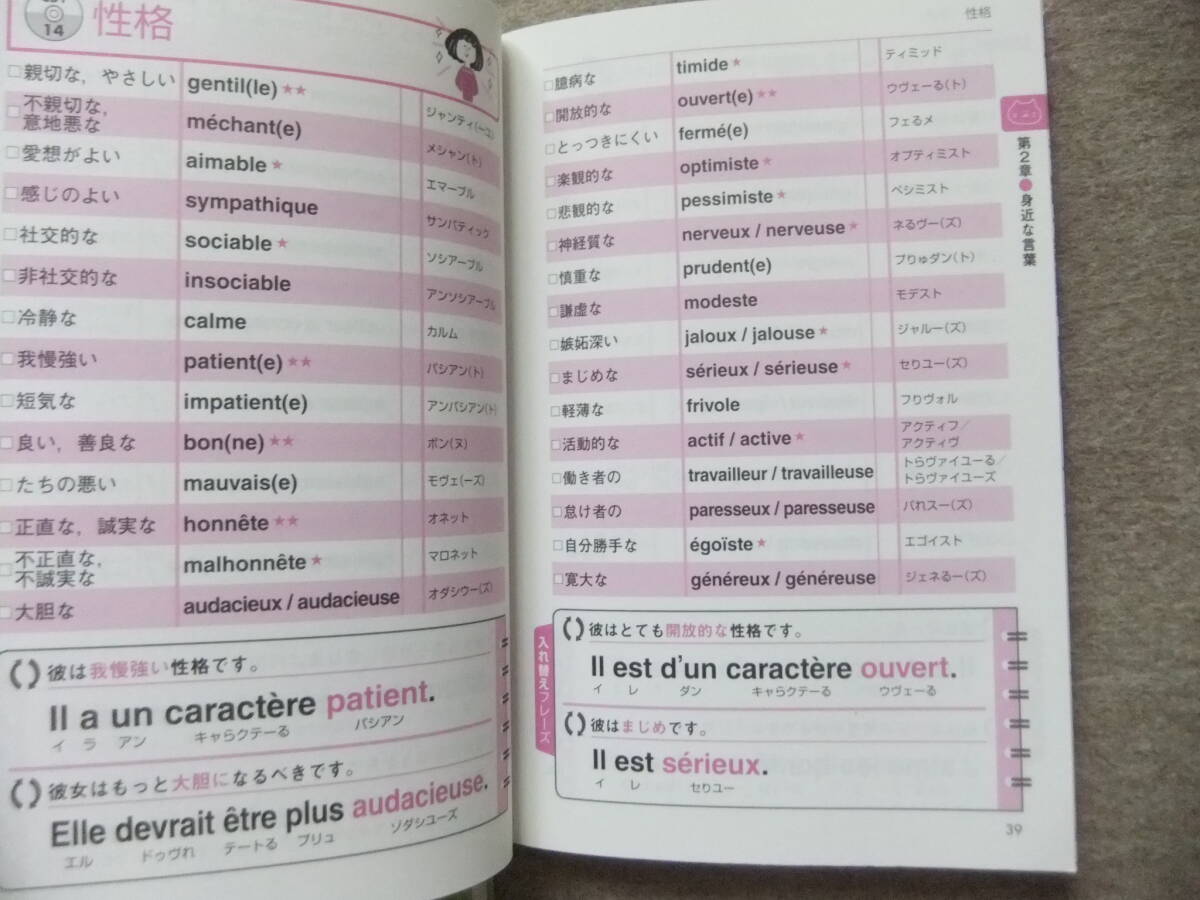 14
性格
□親切な，やさしい gentil(le)★★ ジャンティ(ーユ)
□不親切な，意地悪な méchant(e) メシャン(ト)
□愛想がよい aimable★ エマーブル
□感じのよい sympathique サンパティック
□社交的な sociable★ ソシアーブル
□非社交的な insociable アンソシアーブル
□冷静な calme カルム
□我慢強い patient(e)★★ パシアン(ト)
□短気な impatient(e) アンパシアン(ト)
□良い，善良な bon(ne)★★ ボン(ヌ)
□たちの悪い mauvais(e) モヴェ(ーズ)
□正直な，誠実な honnête★★ オネット
□不正直な，不誠実な malhonnête★ マロネット
□大胆な audacieux / audacieuse オダシウー(ズ)
彼は我慢強い性格です。
Il a un caractère patient.
イ ラ アン キャらクテーる パシアン
彼女はもっと大胆になるべきです。
Elle devrait être plus audacieuse.
エル ドゥヴれ テートる プリュ ゾダシユーズ
性格
□臆病な timide★ ティミッド
□開放的な ouvert(e)★★ ウヴェーる(ト)
□とっつきにくい fermé(e) フェるメ
□楽観的な optimiste★ オプティミスト
□悲観的な pessimiste★ ペシミスト
□神経質な nerveux / nerveuse★ ネるヴー(ズ)
□慎重な prudent(e) プりゅダン(ト)
□謙虚な modeste モデスト
□嫉妬深い jaloux / jalouse★ ジャルー(ズ)
□まじめな sérieux / sérieuse★ セりユー(ズ)
□軽薄な frivole フりヴォル
□活動的な actif / active★ アクティフ／アクティヴ
□働き者の travailleur / travailleuse トらヴァイユーる／トらヴァイユーズ
□怠け者の paresseux / paresseuse パれスー(ズ)
□自分勝手な égoïste★ エゴイスト
□寛大な généreux / généreuse ジェネるー(ズ)
入れ替えフレーズ
彼はとても開放的な性格です。
Il est d'un caractère ouvert.
イ レ ダン キャらクテーる ウヴェーる
彼はまじめです。
Il est sérieux.
イ レ セりユー
第2章●身近な言葉
39